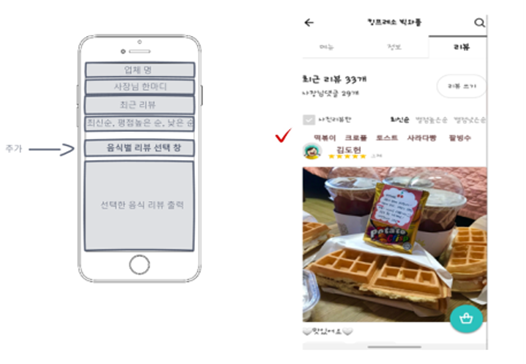 업체 명
사장님 한마디
최근 리뷰
최신순, 평점높은 순, 낮은 순
추가
음식별 리뷰 선택 창
선택한 음식 리뷰 출력
킹프레소 빅와플
메뉴
정보
리뷰
최근 리뷰 33개
사장님댓글 29개
리뷰 쓰기
사진리뷰만
최신순
별점높은순
별점낮은순
떡볶이 크로플 토스트 사라다빵 팥빙수
김도헌
Potato
맛있어요